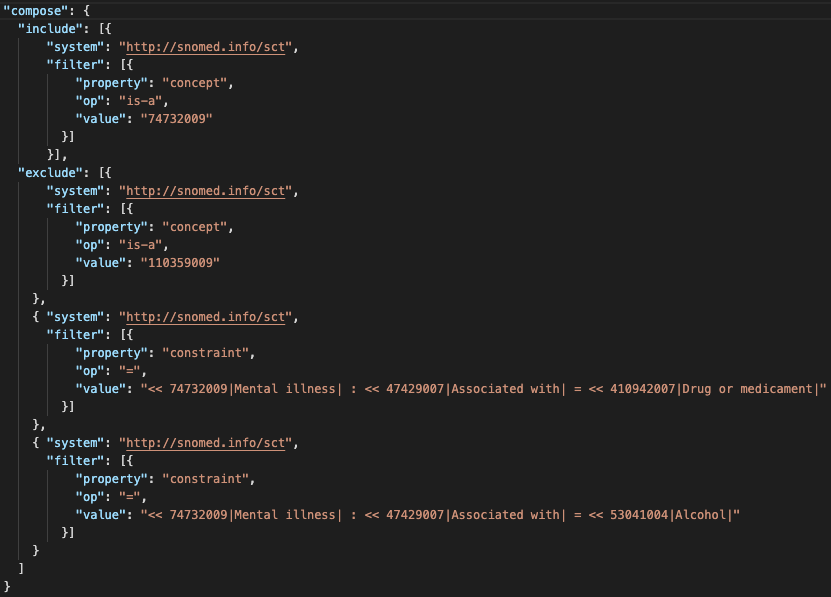 "compose": {
"include": [{
"system": "http://snomed.info/sct",
"filter": [{
"property": "concept",
"op": "is-a",
"value": "74732009"
}]
}],
"exclude": [{
"system": "http://snomed.info/sct",
"filter": [{
"property": "concept",
"op": "is-a",
"value": "110359009"
}]
},
{ "system": "http://snomed.info/sct",
"filter": [{
"property": "constraint",
"op": "=",
"value": "<< 74732009|Mental illness| : << 47429007|Associated with| = << 410942007|Drug or medicament|"
}]
},
{ "system": "http://snomed.info/sct",
"filter": [{
"property": "constraint",
"op": "=",
"value": "<< 74732009|Mental illness| : << 47429007|Associated with| = << 53041004|Alcohol|"
}]
}
]
}